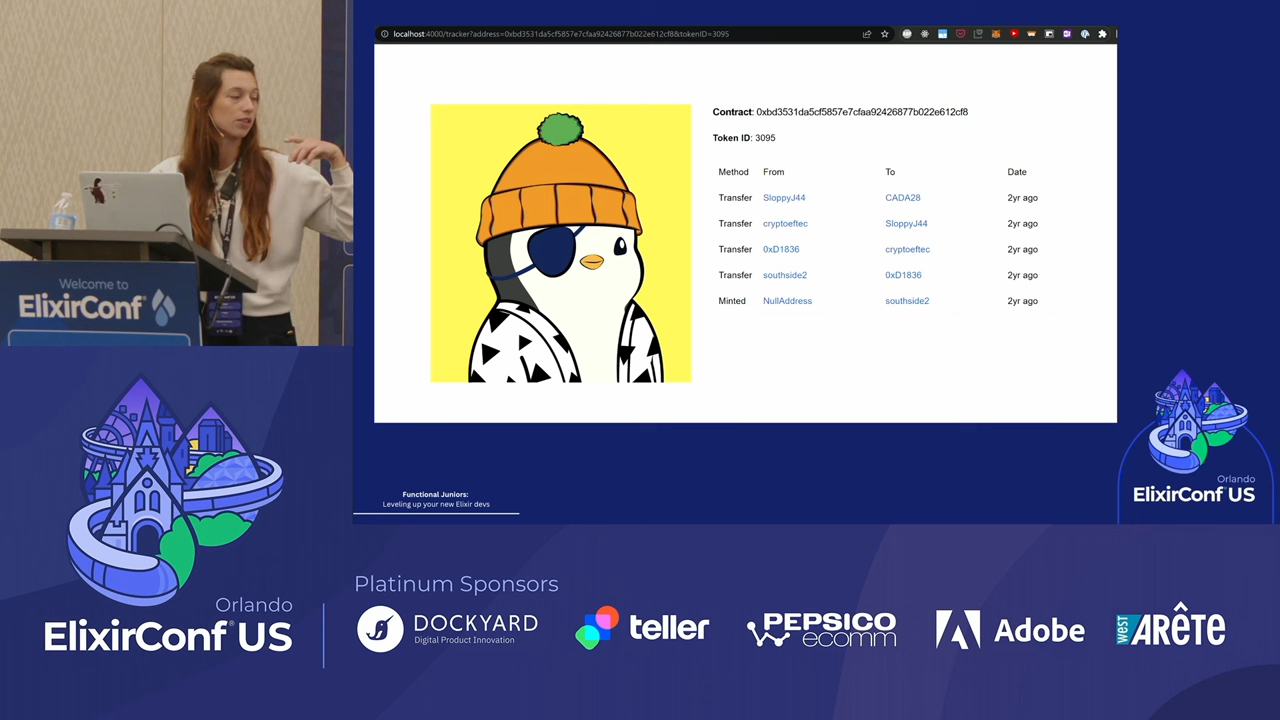 localhost:4000/tracker?address=0xbd3531da5cf5857e7cfaa92426877b022e612cf8&tokenID=3095
Contract: 0xbd3531da5cf5857e7cfaa92426877b022e612cf8
Token ID: 3095
Method From To Date
Transfer SloppyJ44 CADA28 2yr ago
Transfer cryptoeftec SloppyJ44 2yr ago
Transfer 0xD1836 cryptoeftec 2yr ago
Transfer southside2 0xD1836 2yr ago
Minted NullAddress southside2 2yr ago
Welcome to
ElixirConf®
Functional Juniors:
Leveling up your new Elixir devs
Orlando
ElixirConf US
Orlando
ElixirConf® US
Platinum Sponsors
DOCKYARD
Digital Product Innovation
teller
PEPSICO
ecomm
Adobe
west ARÊTE